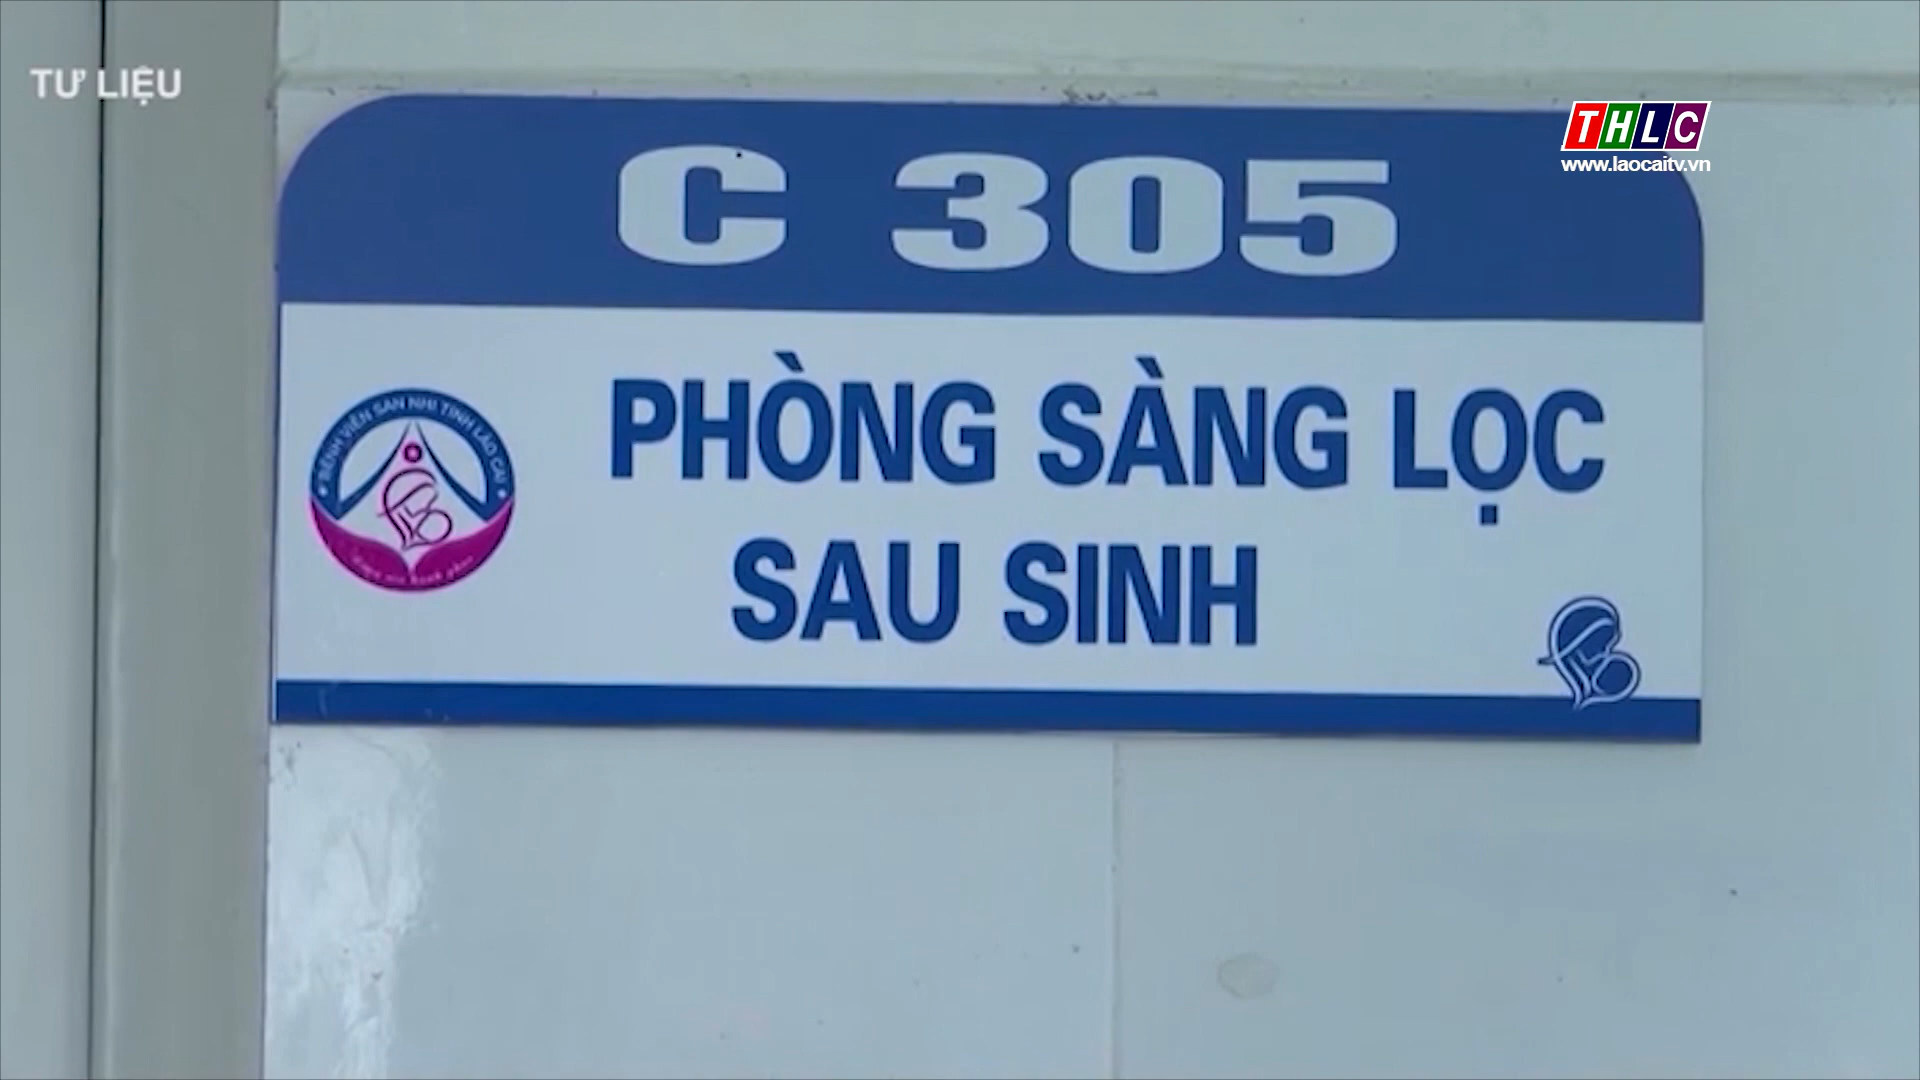 TƯ LIỆU
THLC
www.laocaitv.vn
C 305
PHÒNG SÀNG LỌC
SAU SINH
BỆNH VIỆN SẢN NHI TỈNH LÀO CAI